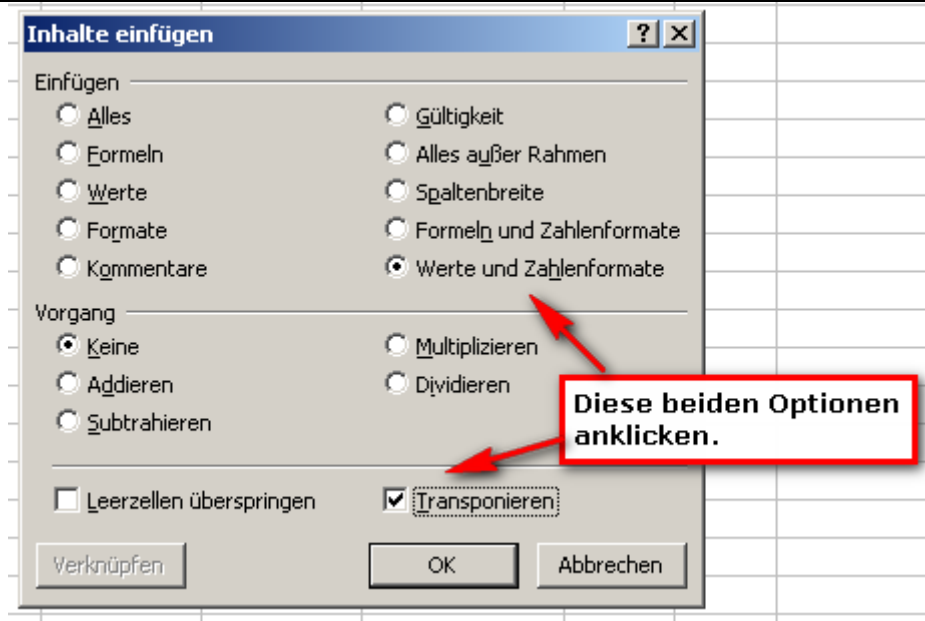 Inhalte einfügen
Einfügen
Alles
Gültigkeit
Formeln
Alles außer Rahmen
Werte
Spaltenbreite
Formate
Formeln und Zahlenformate
Kommentare
Werte und Zahlenformate
Vorgang
Keine
Multiplizieren
Addieren
Dividieren
Subtrahieren
Diese beiden Optionen
anklicken.
Leerzellen überspringen
Transponieren
Verknüpfen
OK
Abbrechen